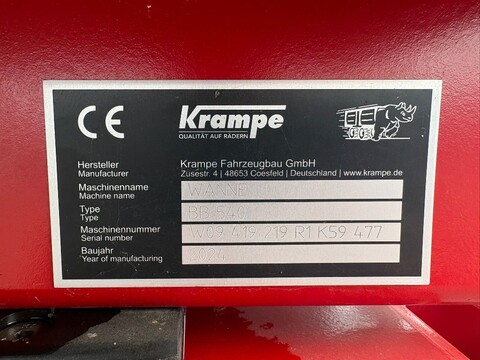 CE
Krampe
QUALITÄT AUF RÄDERN
Hersteller
Manufacturer
Krampe Fahrzeugbau GmbH
Zusestr 4 | 48653 Coesfeld | Deutschland | www.krampe.de
Maschinenname
Machine name
WANNE
Type
Type
Maschinennummer
Serial number
W09 419 219 R1 K59 477
Baujahr
Year of manufacturing